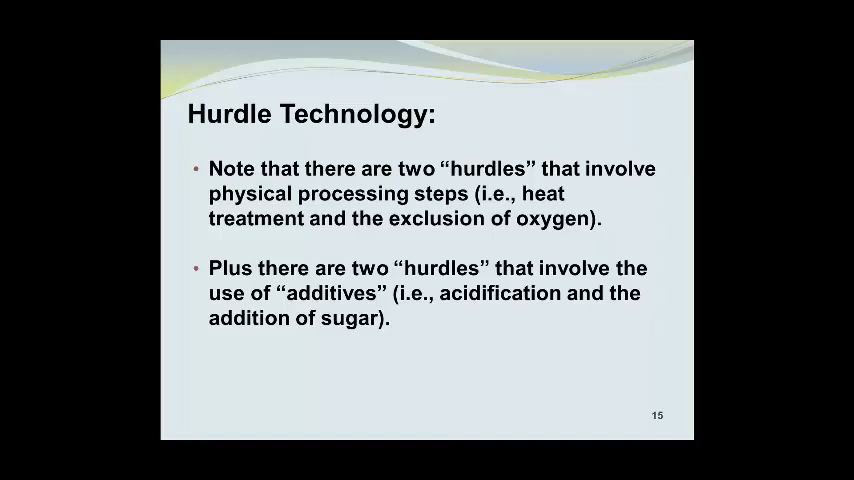 Hurdle Technology:
• Note that there are two “hurdles” that involve
physical processing steps (i.e., heat
treatment and the exclusion of oxygen).
• Plus there are two “hurdles” that involve the
use of “additives” (i.e., acidification and the
addition of sugar).
15